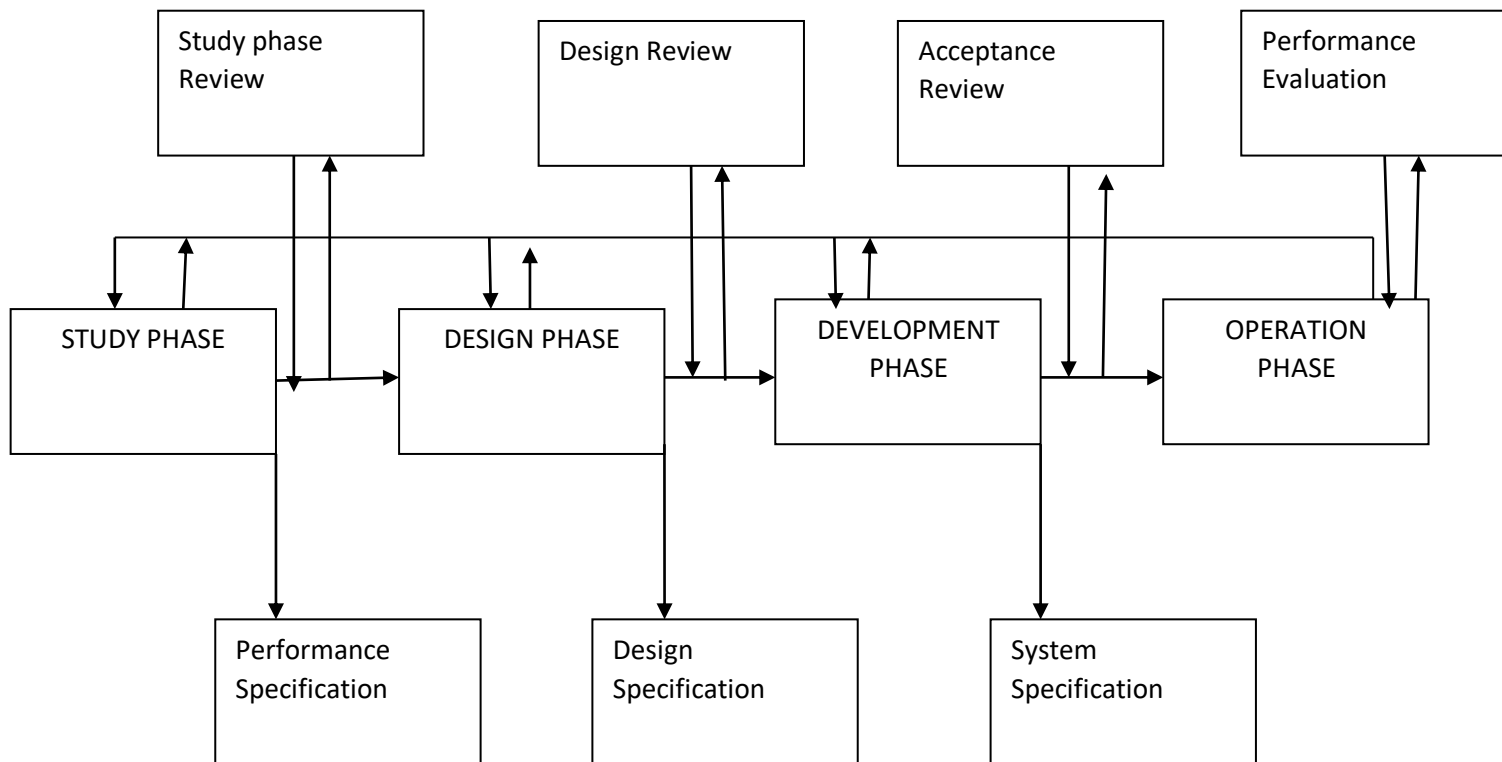 Study phase
Review
Design Review
Acceptance
Review
Performance
Evaluation
STUDY PHASE
DESIGN PHASE
DEVELOPMENT
PHASE
OPERATION
PHASE
Performance
Specification
Design
Specification
System
Specification